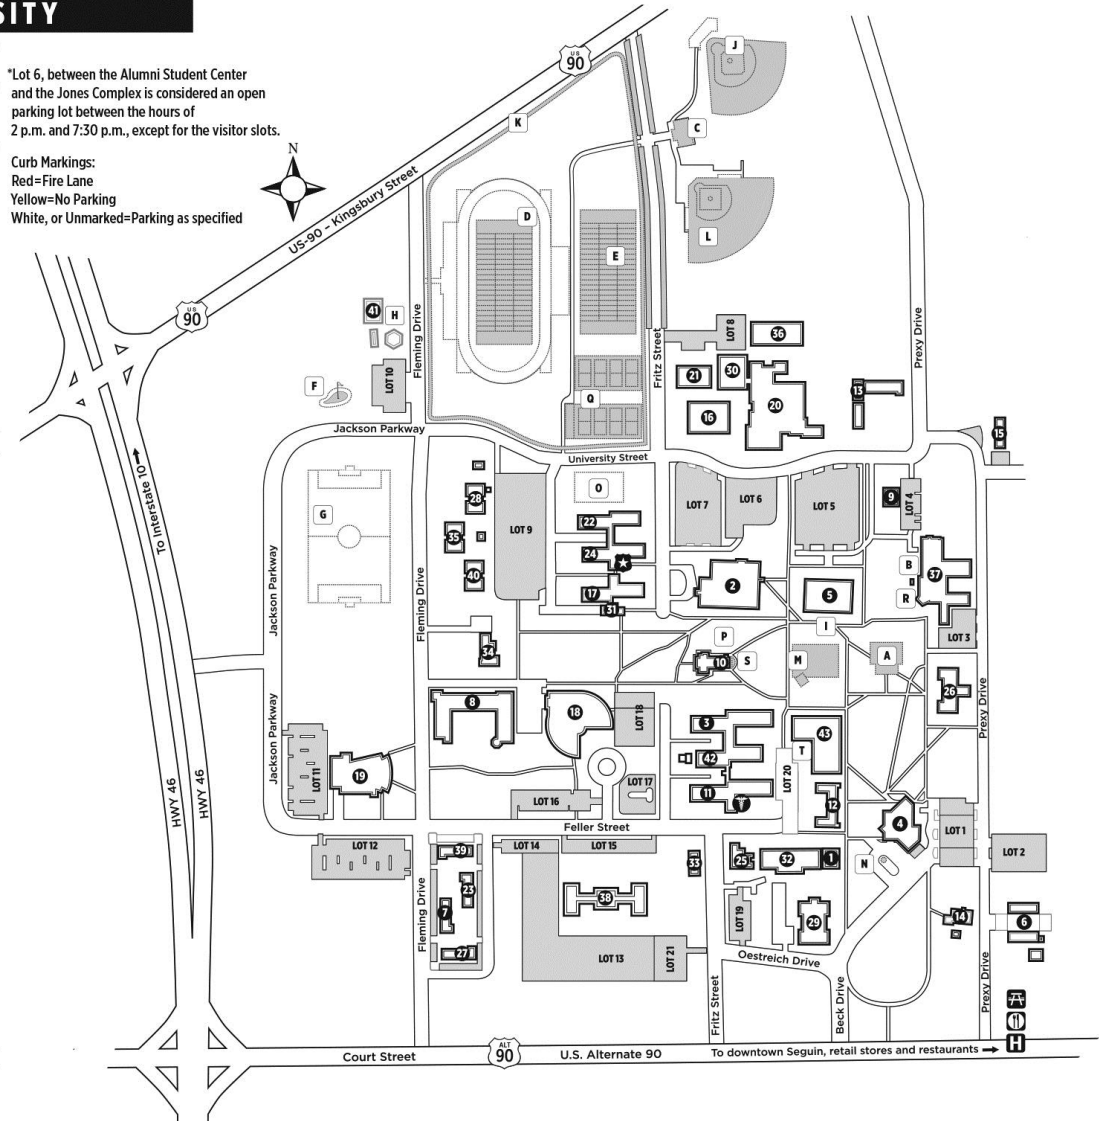 SITY
*Lot 6, between the Alumni Student Center
and the Jones Complex is considered an open
parking lot between the hours of
2 p.m. and 7:30 p.m., except for the visitor slots.
Curb Markings:
Red=Fire Lane
Yellow=No Parking
White, or Unmarked=Parking as specified
N
US
90
J
K
C
US-90 – Kingsbury Street
D
L
E
US
90
41
H
Fleming Drive
Fritz Street
LOT 8
36
Prexy Drive
F
LOT 10
21
30
13
Q
16
20
Jackson Parkway
University Street
15
To Interstate 10
G
28
LOT 9
O
LOT 7
LOT 6
LOT 5
9
LOT 4
22
35
24
B
37
Jackson Parkway
Fleming Drive
40
17
31
2
5
R
I
LOT 3
34
P
10
S
M
A
26
Prexy Drive
8
18
LOT 18
3
43
Jackson Parkway
HWY 46
HWY 46
LOT 11
19
42
T
LOT 20
LOT 17
LOT 16
11
12
4
LOT 1
Feller Street
LOT 12
39
LOT 14
LOT 15
33
25
32
1
N
LOT 2
Fleming Drive
23
7
38
LOT 19
29
14
6
27
LOT 13
LOT 21
Oestreich Drive
Fritz Street
Beck Drive
Prexy Drive
H
Court Street
ALT
90
U.S. Alternate 90
To downtown Seguin, retail stores and restaurants